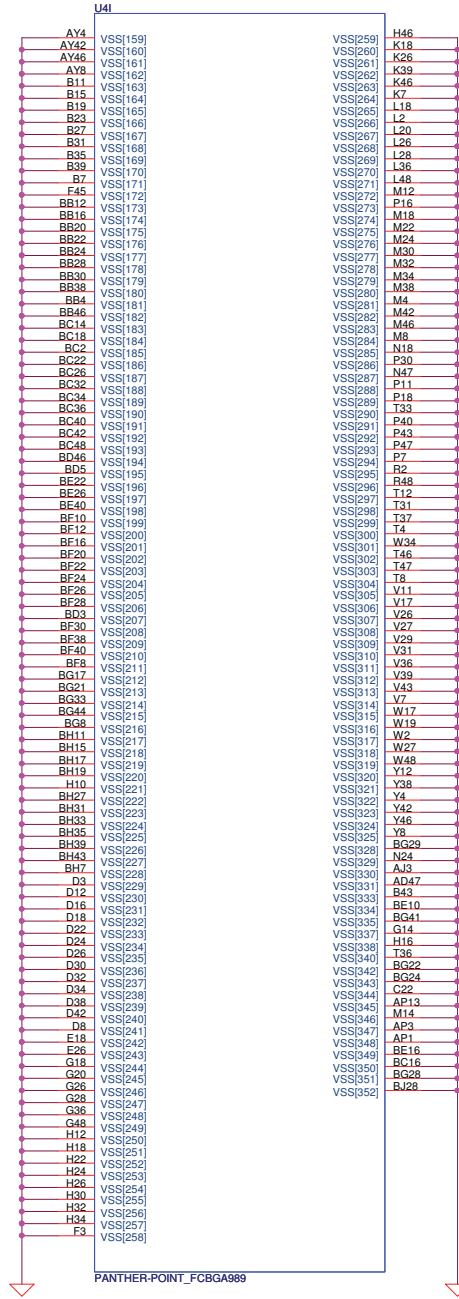 U4I
AY4 VSS[159] VSS[259] H46
AY42 VSS[160] VSS[260] K18
AY46 VSS[161] VSS[261] K26
AY8 VSS[162] VSS[262] K39
B11 VSS[163] VSS[263] K46
B15 VSS[164] VSS[264] K7
B19 VSS[165] VSS[265] L18
B23 VSS[166] VSS[266] L2
B27 VSS[167] VSS[267] L20
B31 VSS[168] VSS[268] L26
B35 VSS[169] VSS[269] L28
B39 VSS[170] VSS[270] L36
B7 VSS[171] VSS[271] L48
F45 VSS[172] VSS[272] M12
BB12 VSS[173] VSS[273] P16
BB16 VSS[174] VSS[274] M18
BB20 VSS[175] VSS[275] M22
BB22 VSS[176] VSS[276] M24
BB24 VSS[177] VSS[277] M30
BB28 VSS[178] VSS[278] M32
BB30 VSS[179] VSS[279] M34
BB38 VSS[180] VSS[280] M38
BB4 VSS[181] VSS[281] M4
BB46 VSS[182] VSS[282] M42
BC14 VSS[183] VSS[283] M46
BC18 VSS[184] VSS[284] M8
BC2 VSS[185] VSS[285] N18
BC22 VSS[186] VSS[286] P30
BC26 VSS[187] VSS[287] N47
BC32 VSS[188] VSS[288] P11
BC34 VSS[189] VSS[289] P18
BC36 VSS[190] VSS[290] T33
BC40 VSS[191] VSS[291] P40
BC42 VSS[192] VSS[292] P43
BC48 VSS[193] VSS[293] P47
BD46 VSS[194] VSS[294] P7
BD5 VSS[195] VSS[295] R2
BE22 VSS[196] VSS[296] R48
BE26 VSS[197] VSS[297] T12
BE40 VSS[198] VSS[298] T31
BF10 VSS[199] VSS[299] T37
BF12 VSS[200] VSS[300] T4
BF16 VSS[201] VSS[301] W34
BF20 VSS[202] VSS[302] T46
BF22 VSS[203] VSS[303] T47
BF24 VSS[204] VSS[304] T8
BF26 VSS[205] VSS[305] V11
BF28 VSS[206] VSS[306] V17
BD3 VSS[207] VSS[307] V26
BF30 VSS[208] VSS[308] V27
BF38 VSS[209] VSS[309] V29
BF40 VSS[210] VSS[310] V31
BF8 VSS[211] VSS[311] V36
BG17 VSS[212] VSS[312] V39
BG21 VSS[213] VSS[313] V43
BG33 VSS[214] VSS[314] V7
BG44 VSS[215] VSS[315] W17
BG8 VSS[216] VSS[316] W19
BH11 VSS[217] VSS[317] W2
BH15 VSS[218] VSS[318] W27
BH17 VSS[219] VSS[319] W48
BH19 VSS[220] VSS[320] Y12
H10 VSS[221] VSS[321] Y38
BH27 VSS[222] VSS[322] Y4
BH31 VSS[223] VSS[323] Y42
BH33 VSS[224] VSS[324] Y46
BH35 VSS[225] VSS[325] Y8
BH39 VSS[226] VSS[328] BG29
BH43 VSS[227] VSS[329] N24
BH7 VSS[228] VSS[330] AJ3
D3 VSS[229] VSS[331] AD47
D12 VSS[230] VSS[333] B43
D16 VSS[231] VSS[334] BE10
D18 VSS[232] VSS[335] BG41
D22 VSS[233] VSS[337] G14
D24 VSS[234] VSS[338] H16
D26 VSS[235] VSS[340] T36
D30 VSS[236] VSS[342] BG22
D32 VSS[237] VSS[343] BG24
D34 VSS[238] VSS[344] C22
D38 VSS[239] VSS[345] AP13
D42 VSS[240] VSS[346] M14
D8 VSS[241] VSS[347] AP3
E18 VSS[242] VSS[348] AP1
E26 VSS[243] VSS[349] BE16
G18 VSS[244] VSS[350] BC16
G20 VSS[245] VSS[351] BG28
G26 VSS[246] VSS[352] BJ28
G28 VSS[247]
G36 VSS[248]
G48 VSS[249]
H12 VSS[250]
H18 VSS[251]
H22 VSS[252]
H24 VSS[253]
H26 VSS[254]
H30 VSS[255]
H32 VSS[256]
H34 VSS[257]
F3 VSS[258]
PANTHER-POINT_FCBGA989